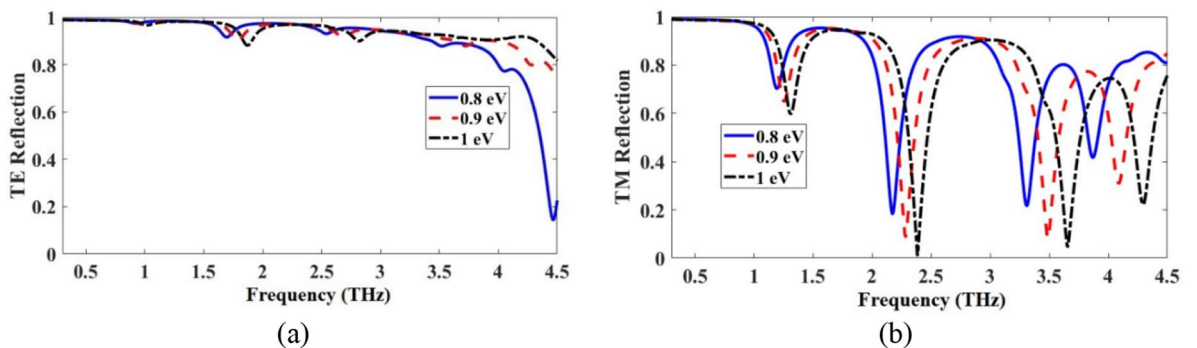 1
0.8
0.6
0.4
0.2
0
TE Reflection
0.8 eV
0.9 eV
1 eV
0.5 1 1.5 2 2.5 3 3.5 4 4.5
Frequency (THz)
(a)
1
0.8
0.6
0.4
0.2
0
TM Reflection
0.8 eV
0.9 eV
1 eV
0.5 1 1.5 2 2.5 3 3.5 4 4.5
Frequency (THz)
(b)